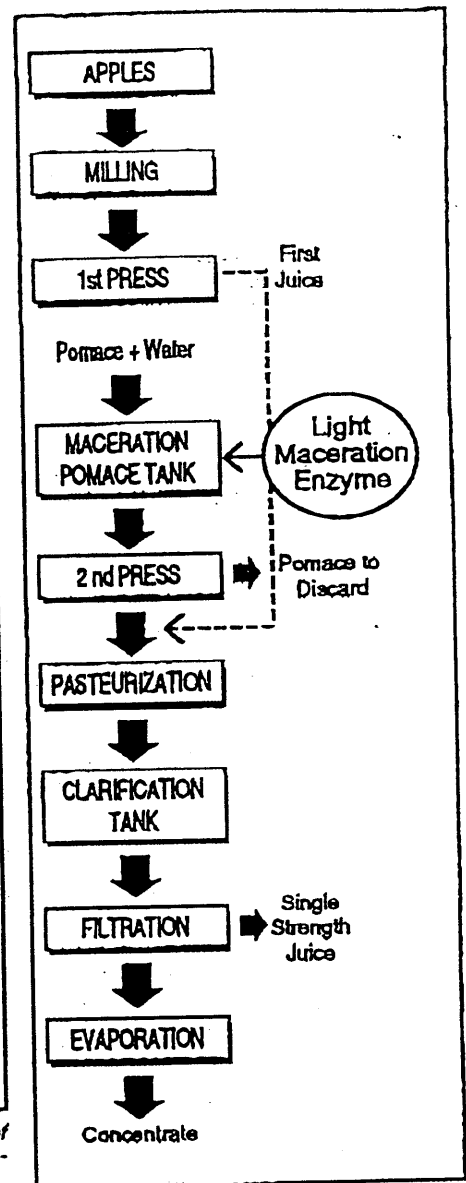 APPLES
MILLING
1st PRESS
First
Juice
Pomace + Water
MACERATION
POMACE TANK
Light
Maceration
Enzyme
2 nd PRESS
Pomace to
Discard
PASTEURIZATION
CLARIFICATION
TANK
FILTRATION
Single
Strength
Juice
EVAPORATION
Concentrate